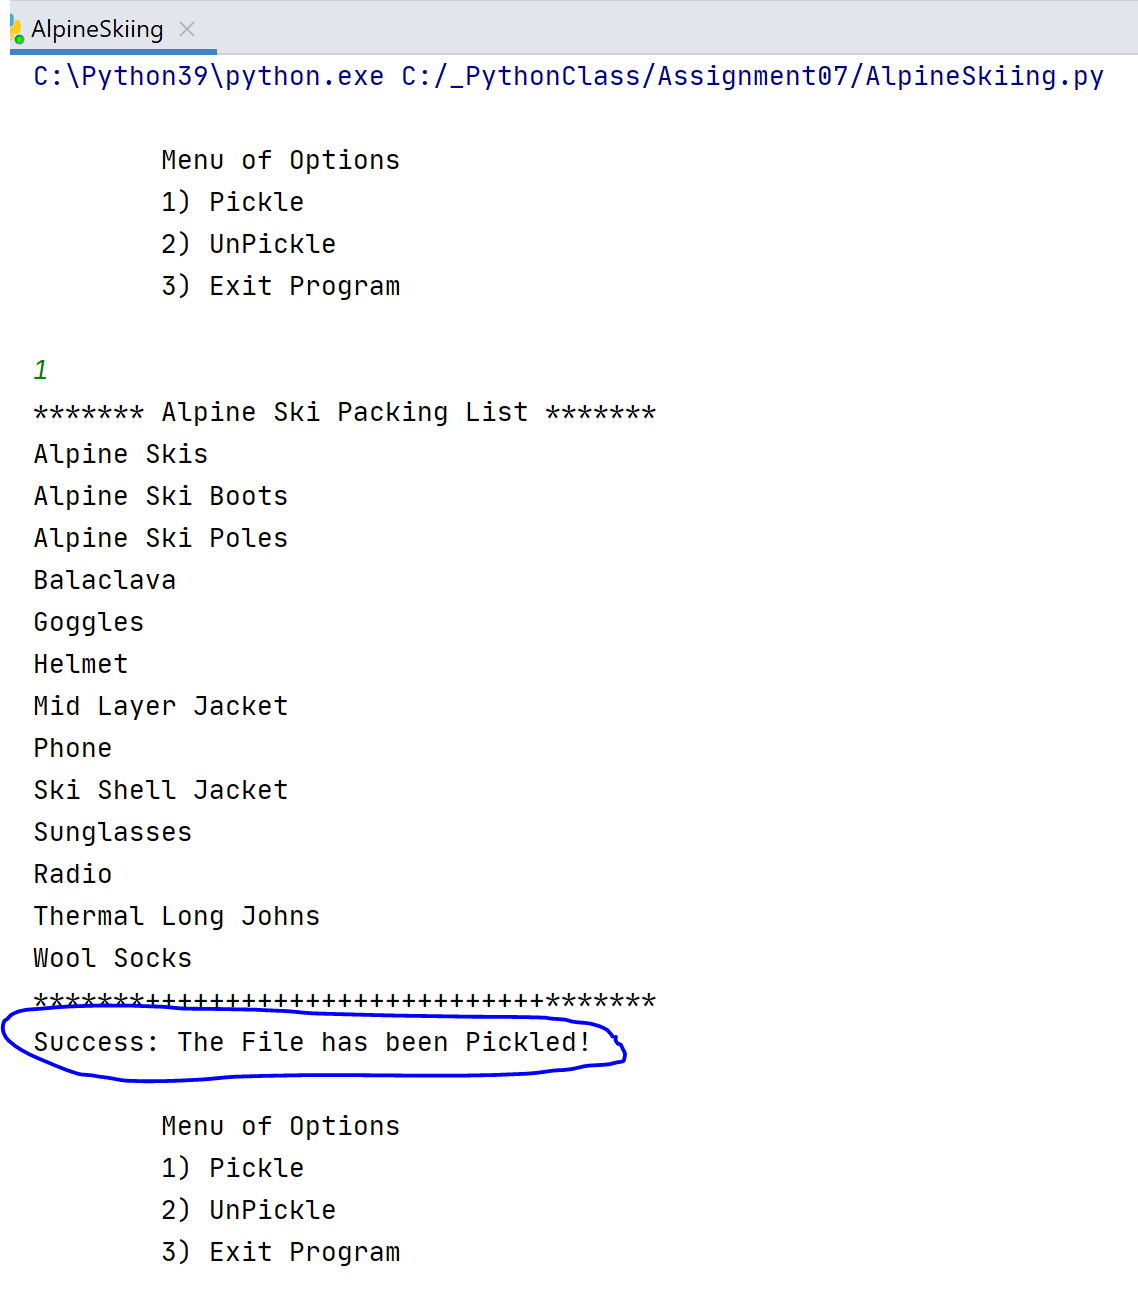 AlpineSkiing
C:\Python39\python.exe C:/_PythonClass/Assignment07/AlpineSkiing.py
Menu of Options
1) Pickle
2) UnPickle
3) Exit Program
1
******* Alpine Ski Packing List *******
Alpine Skis
Alpine Ski Boots
Alpine Ski Poles
Balaclava
Goggles
Helmet
Mid Layer Jacket
Phone
Ski Shell Jacket
Sunglasses
Radio
Thermal Long Johns
Wool Socks
*******+++++++++++++++++++++++++*******
Success: The File has been Pickled!
Menu of Options
1) Pickle
2) UnPickle
3) Exit Program